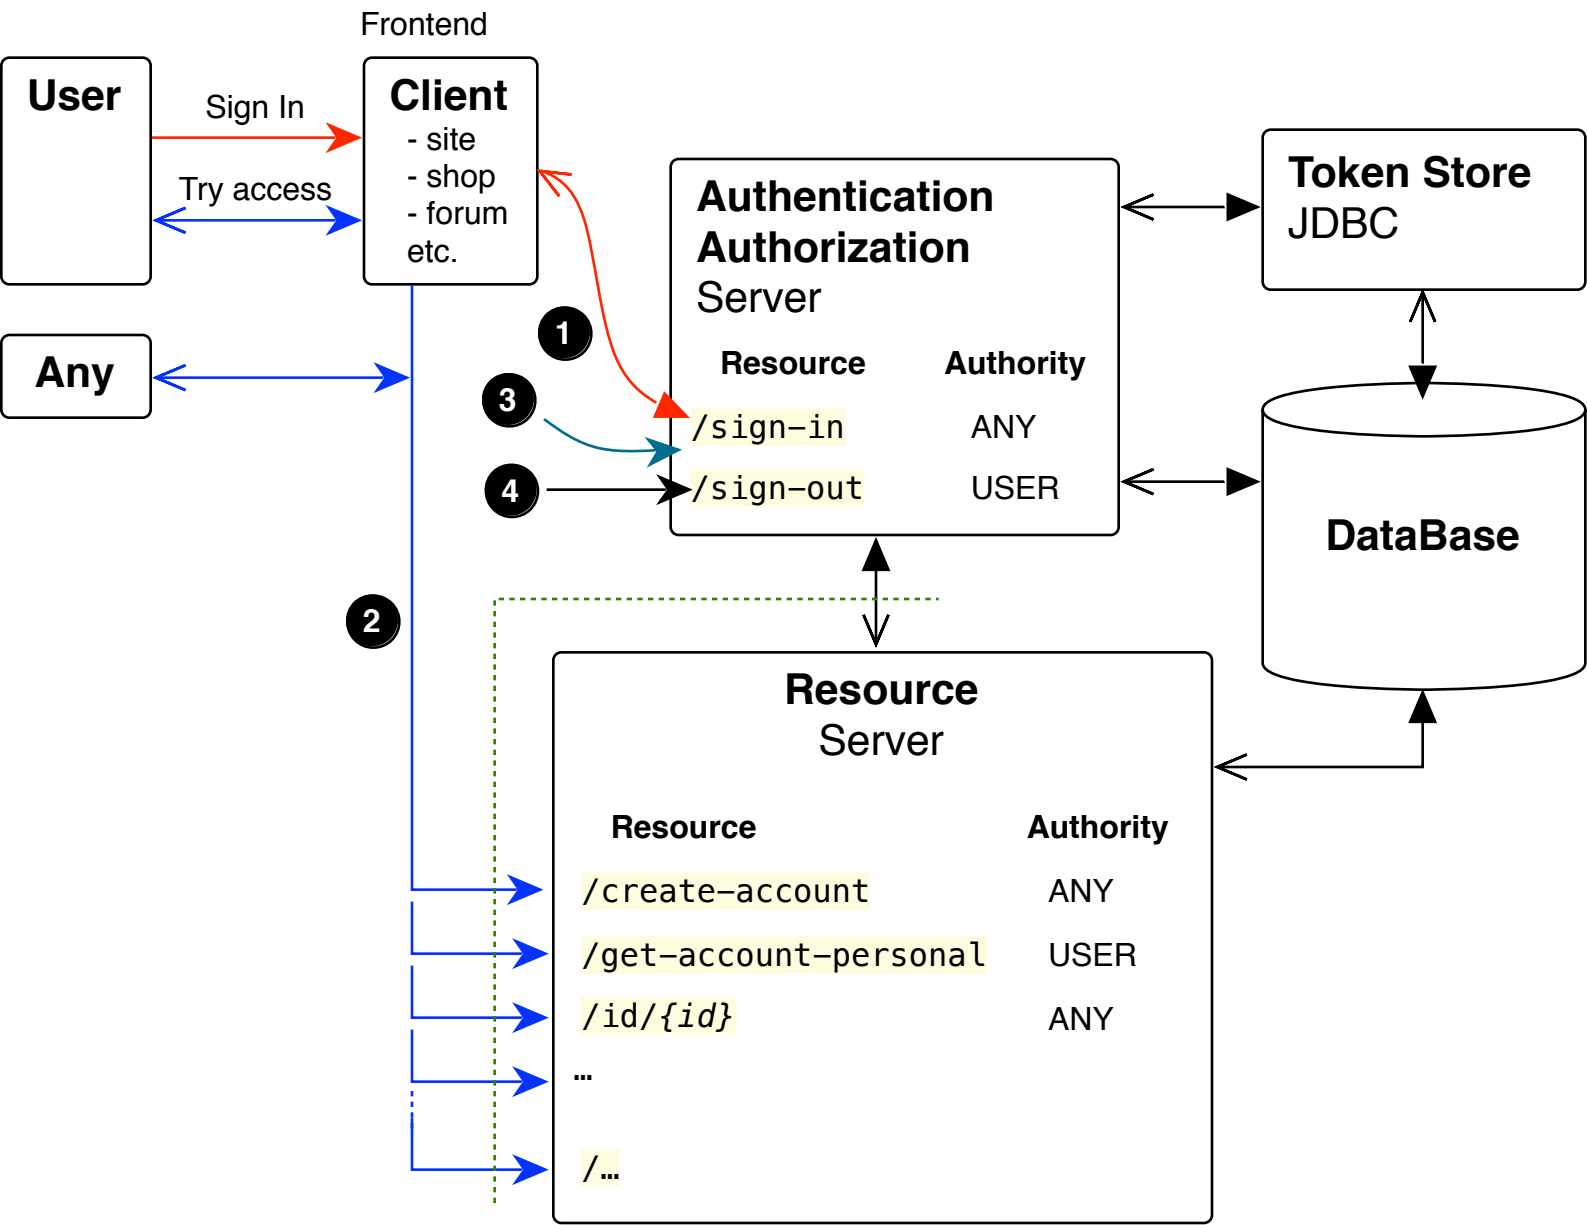 Frontend
User
Sign In
Try access
Client
- site
- shop
- forum
etc.
Any
1
3
4
2
Authentication
Authorization
Server
Resource Authority
/sign-in ANY
/sign-out USER
Token Store
JDBC
DataBase
Resource
Server
Resource Authority
/create-account ANY
/get-account-personal USER
/id/{id} ANY
…
/…